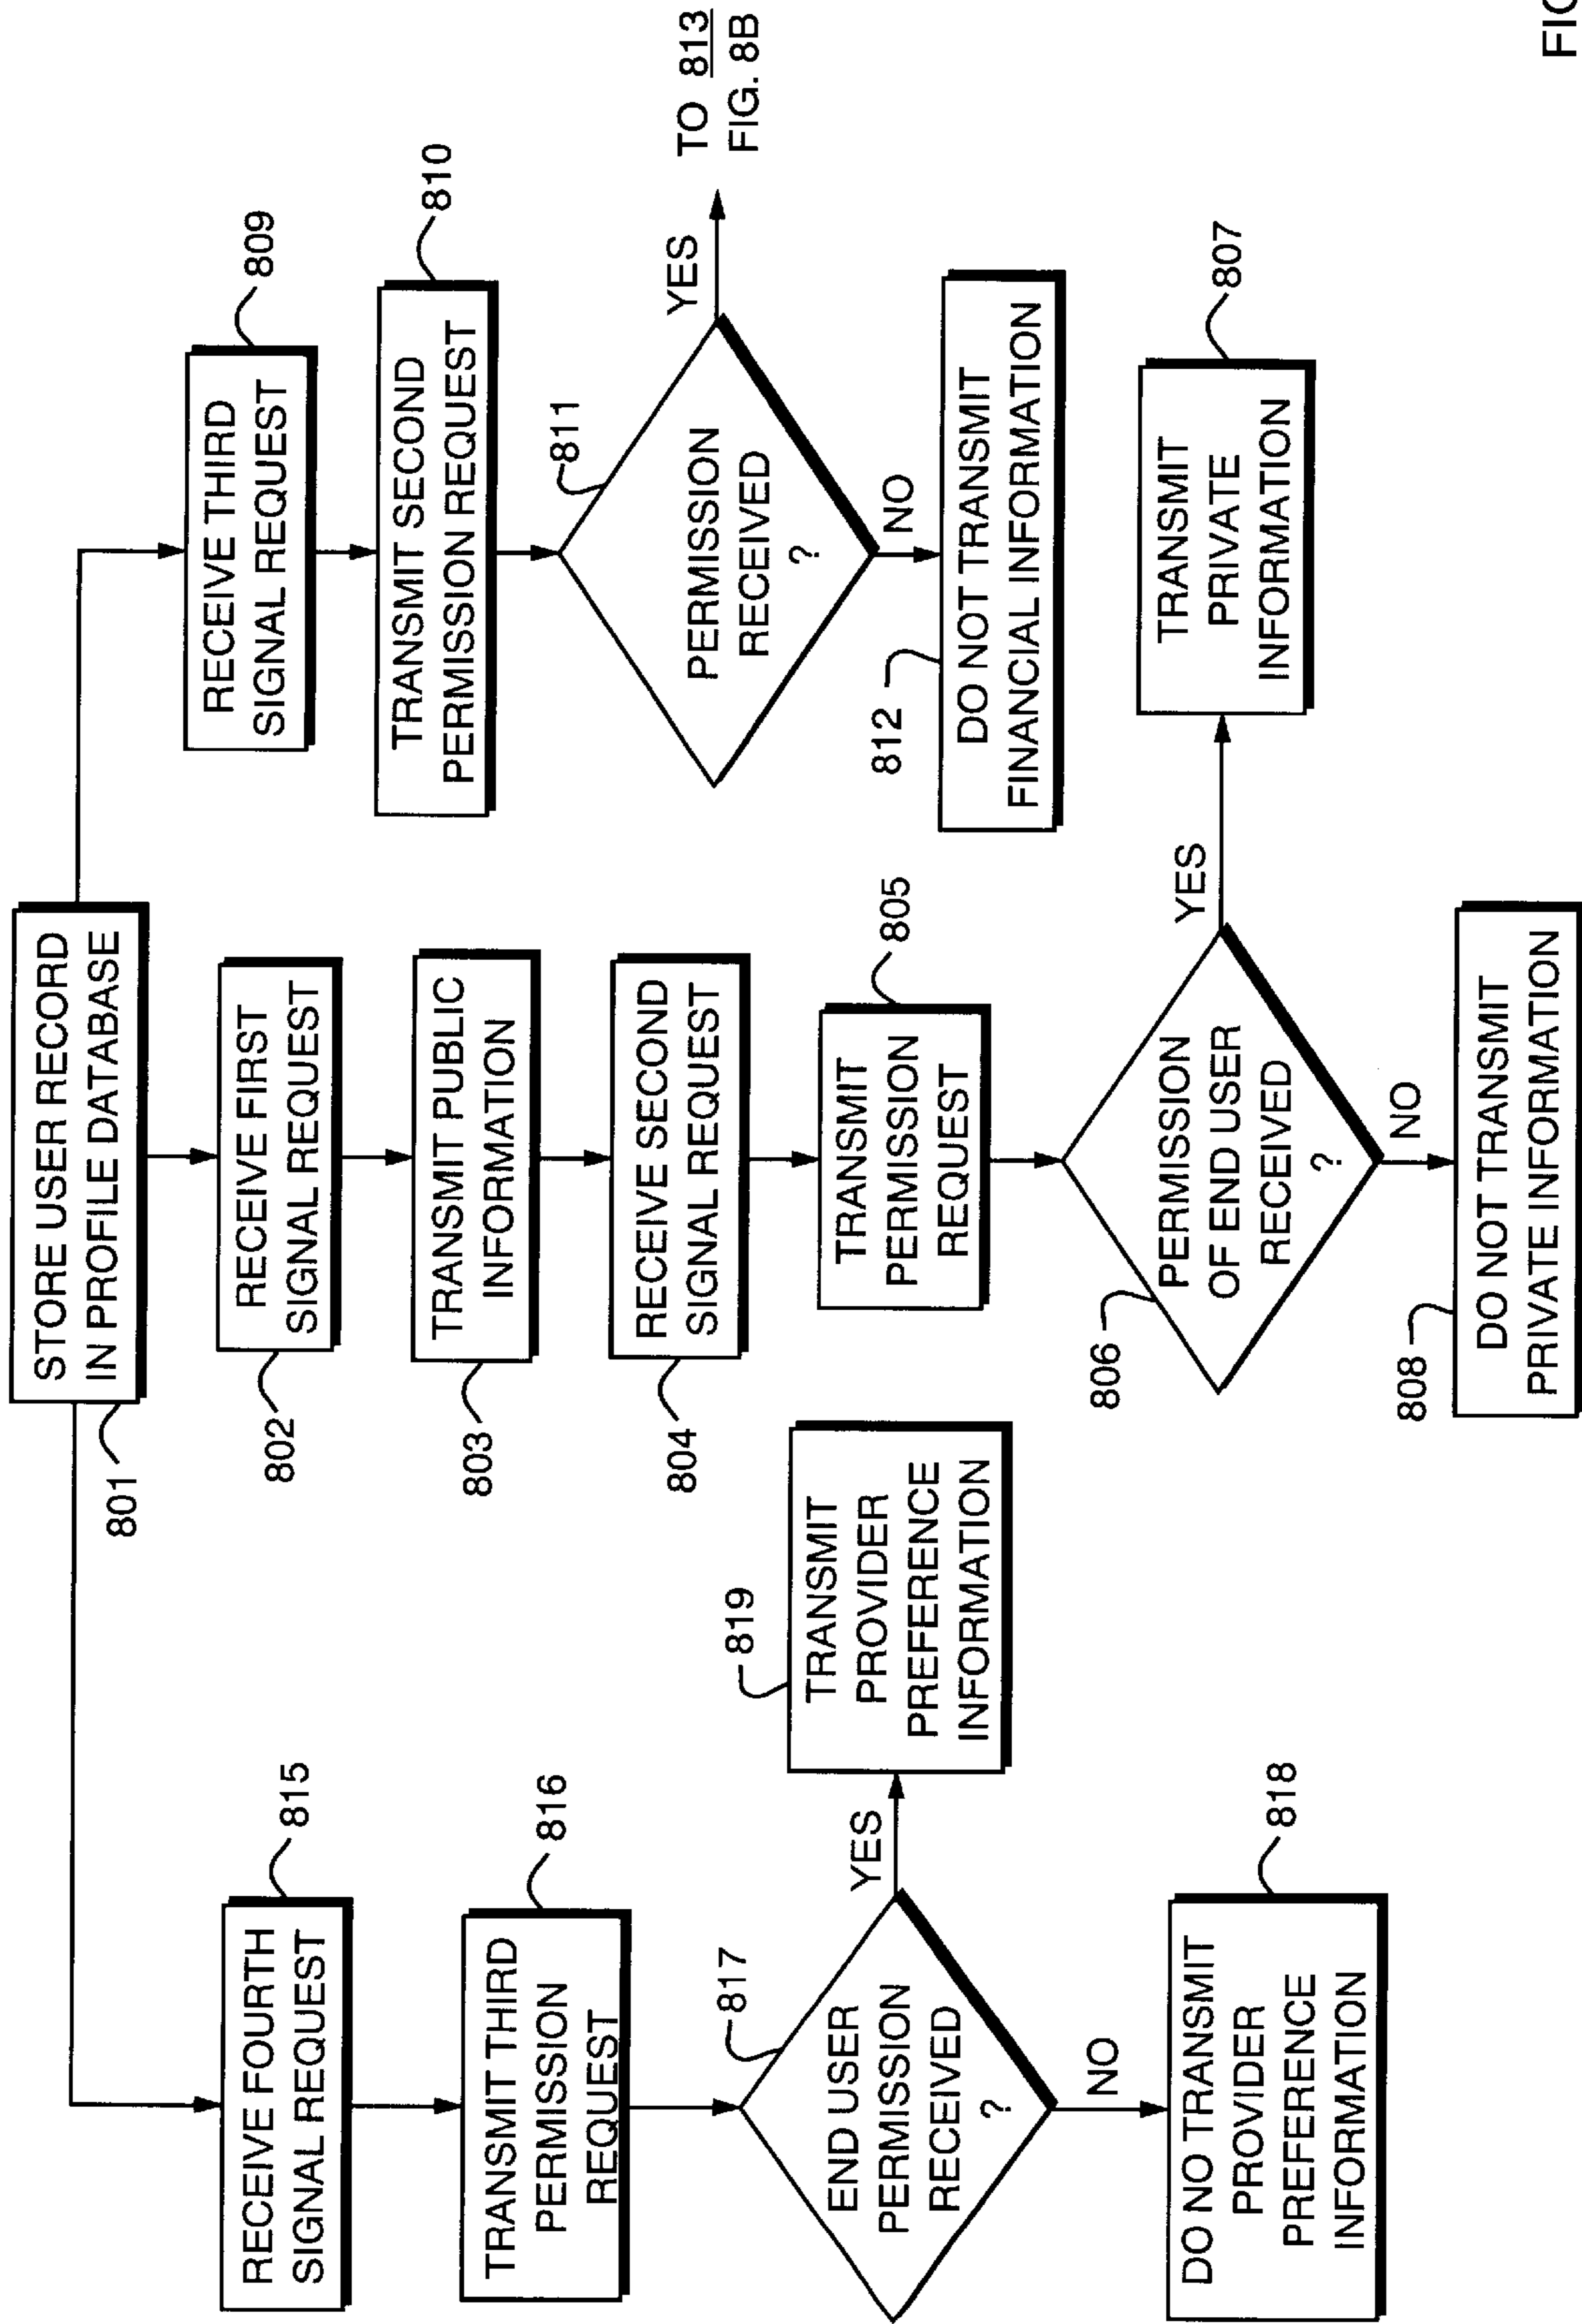 STORE USER RECORD
IN PROFILE DATABASE
801
RECEIVE FOURTH
SIGNAL REQUEST
815
TRANSMIT THIRD
PERMISSION
REQUEST
816
END USER
PERMISSION
RECEIVED
?
817
YES
TRANSMIT
PROVIDER
PREFERENCE
INFORMATION
819
NO
DO NO TRANSMIT
PROVIDER
PREFERENCE
INFORMATION
818
RECEIVE FIRST
SIGNAL REQUEST
802
TRANSMIT PUBLIC
INFORMATION
803
RECEIVE SECOND
SIGNAL REQUEST
804
TRANSMIT
PERMISSION
REQUEST
805
PERMISSION
OF END USER
RECEIVED
?
806
YES
TRANSMIT
PRIVATE
INFORMATION
807
NO
DO NOT TRANSMIT
PRIVATE INFORMATION
808
RECEIVE THIRD
SIGNAL REQUEST
809
TRANSMIT SECOND
PERMISSION REQUEST
810
PERMISSION
RECEIVED
?
811
YES
TO 813
FIG. 8B
NO
DO NOT TRANSMIT
FINANCIAL INFORMATION
812
FIG